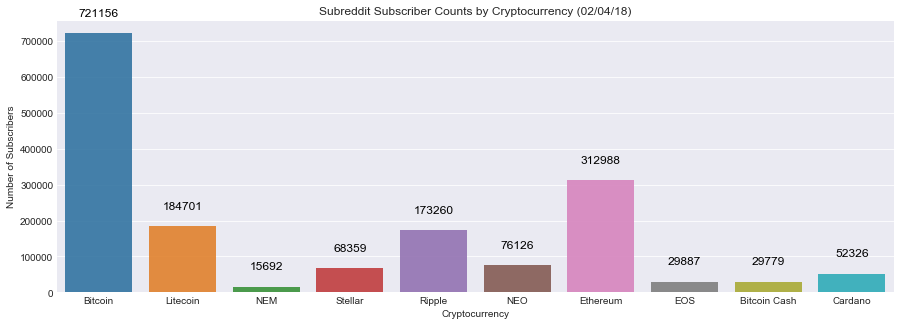 Subreddit Subscriber Counts by Cryptocurrency (02/04/18)
Number of Subscribers
700000
600000
500000
400000
300000
200000
100000
0
721156
184701
15692
68359
173260
76126
312988
29887
29779
52326
Bitcoin
Litecoin
NEM
Stellar
Ripple
NEO
Ethereum
EOS
Bitcoin Cash
Cardano
Cryptocurrency